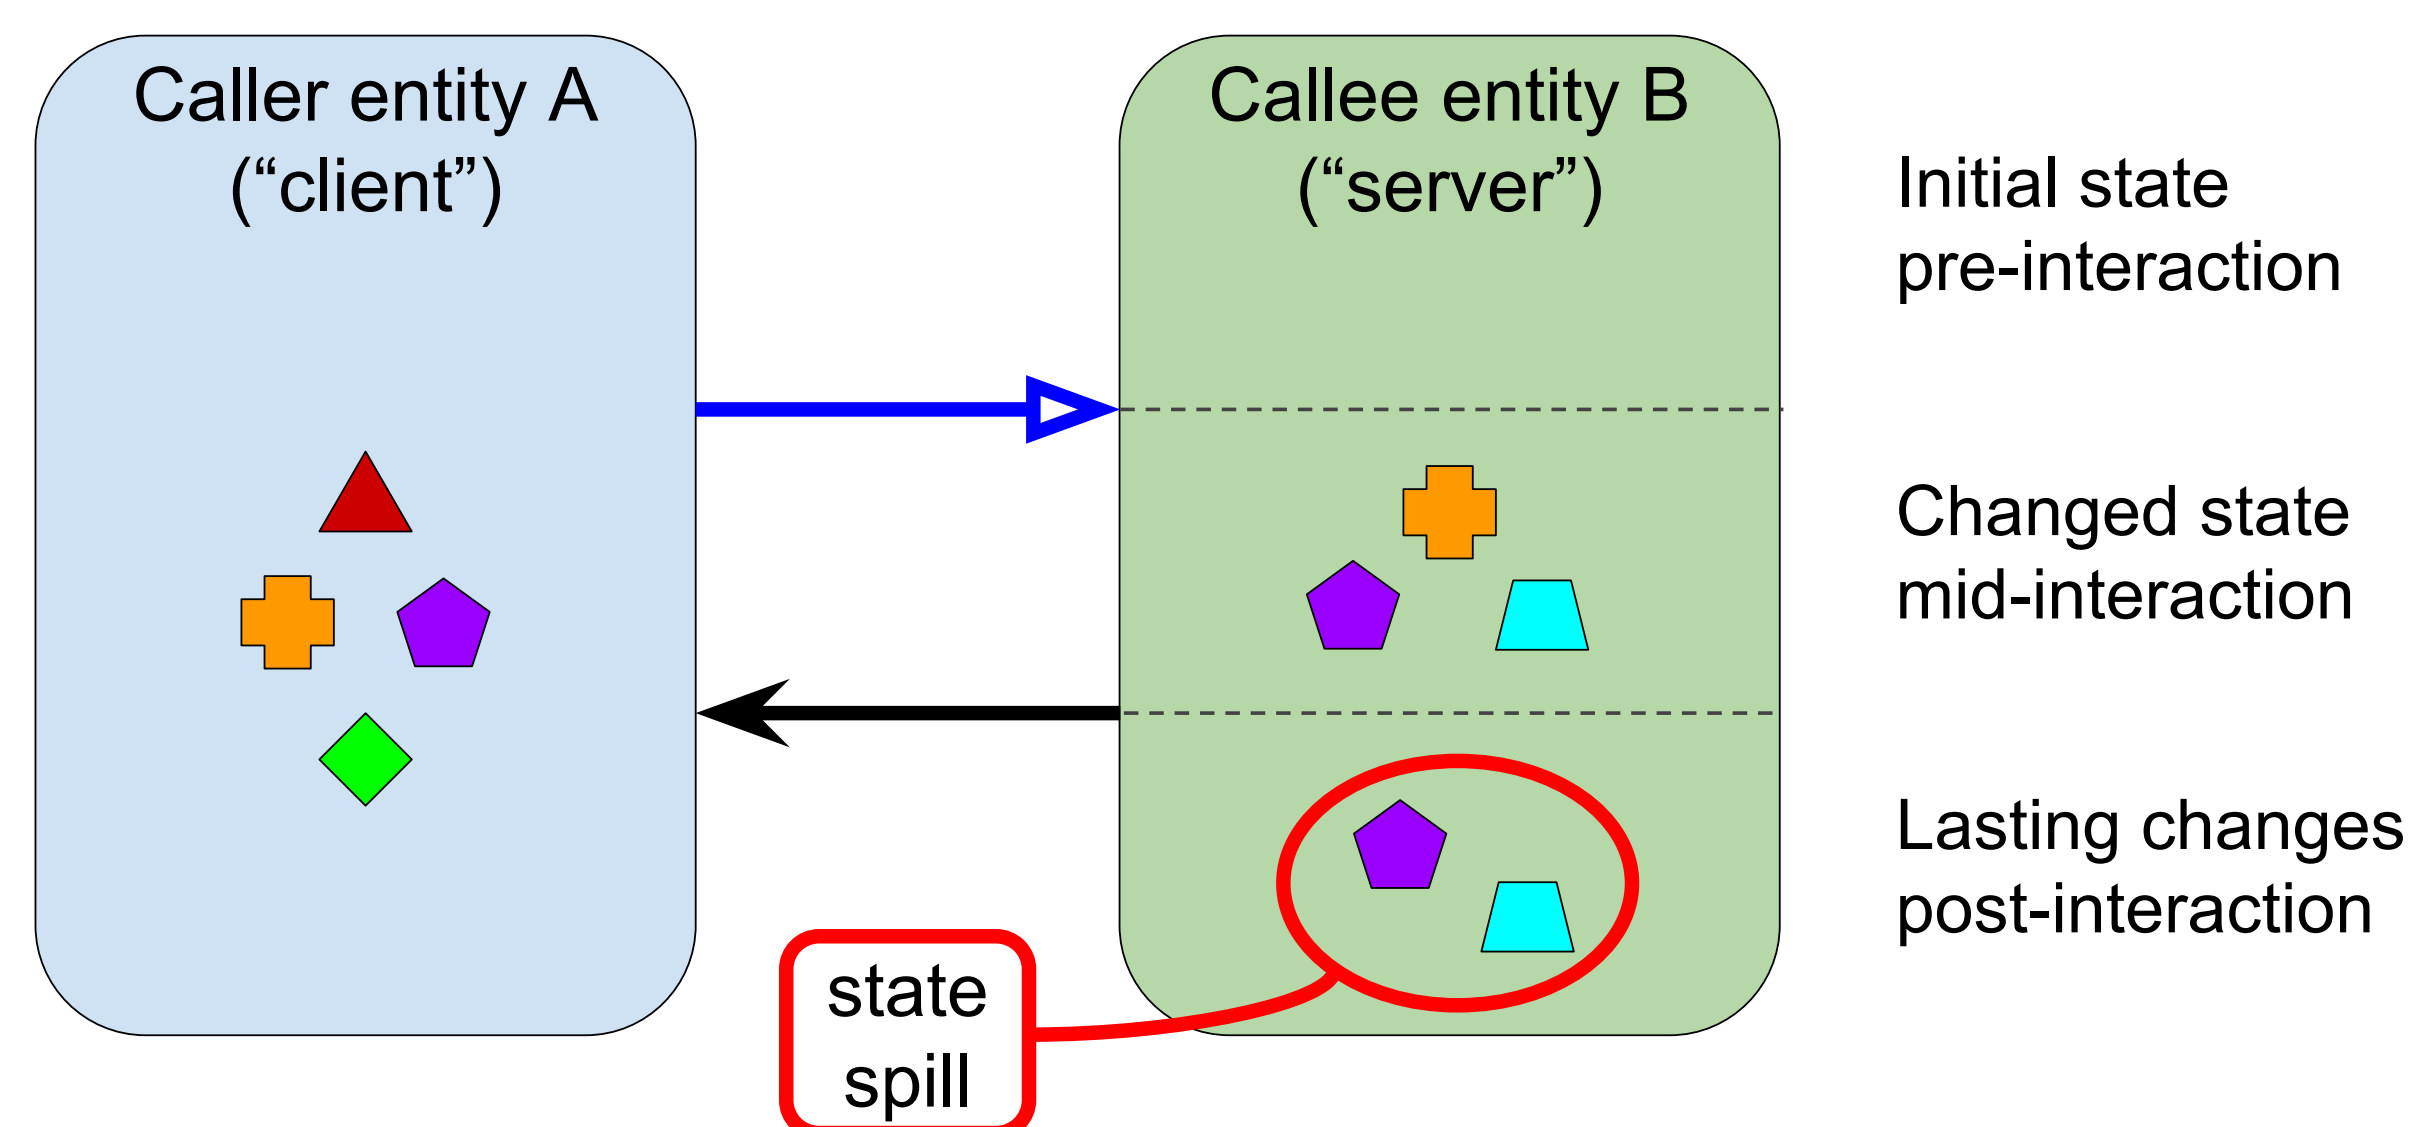 Caller entity A
(“client”)
Callee entity B
(“server”)
Initial state
pre-interaction
Changed state
mid-interaction
Lasting changes
post-interaction
state
spill